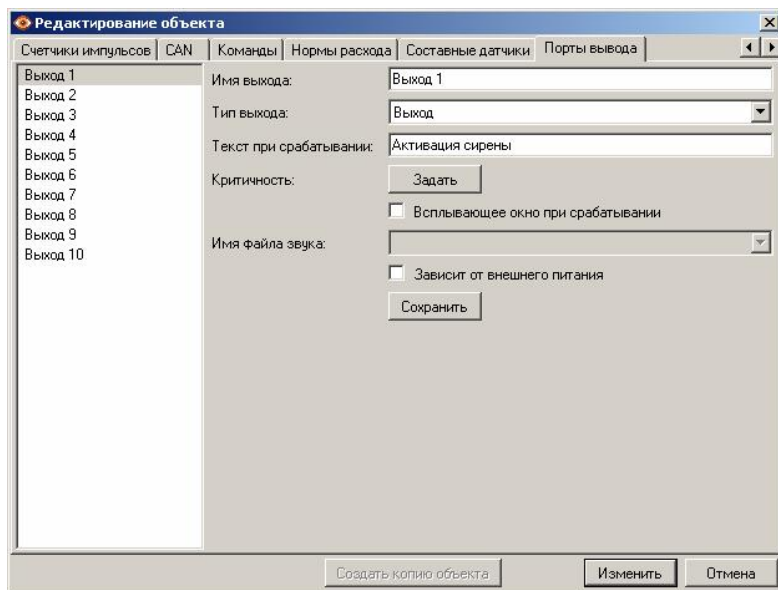 Редактирование объекта
Счетчики импульсов CAN Команды Нормы расхода Составные датчики Порты вывода
Выход 1
Выход 2
Выход 3
Выход 4
Выход 5
Выход 6
Выход 7
Выход 8
Выход 9
Выход 10
Имя выхода: Выход 1
Тип выхода: Выход
Текст при срабатывании: Активация сирены
Критичность: Задать
Всплывающее окно при срабатывании
Имя файла звука:
Зависит от внешнего питания
Сохранить
Создать копию объекта Изменить Отмена